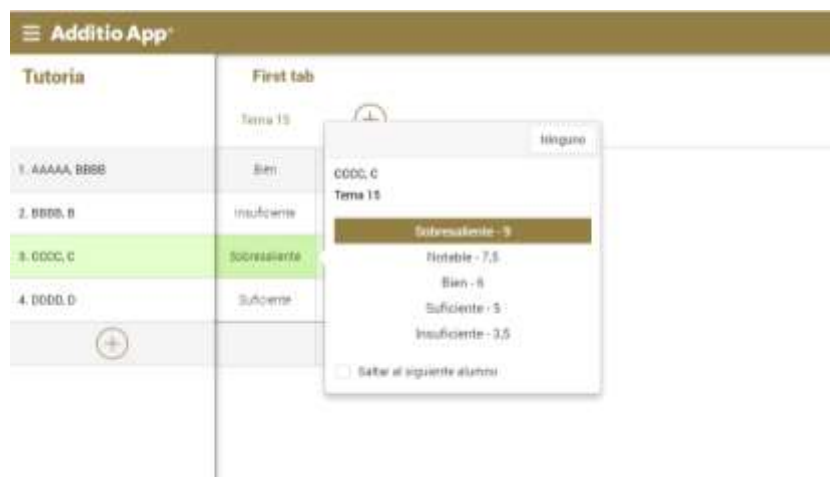 Additio App
Tutoria
First tab
Tema 15
Ninguno
1. AAAAA, BBBB
Bien
CCCC, C
Tema 15
2. BBBB, B
Insuficiente
Sobresaliente - 9
3. CCCC, C
Sobresaliente
Notable - 7,5
Bien - 6
4. DDDD, D
Suficiente
Suficiente - 5
Insuficiente - 3,5
Saltar al siguiente alumno